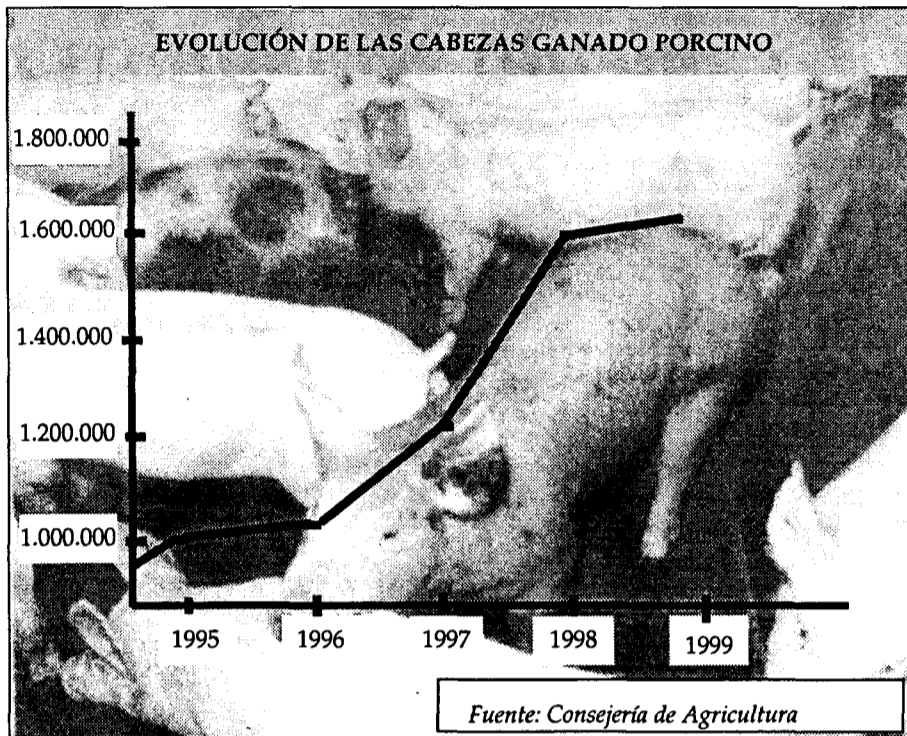 EVOLUCIÓN DE LAS CABEZAS GANADO PORCINO
1.800.000
1.600.000
1.400.000
1.200.000
1.000.000
1995 1996 1997 1998 1999
Fuente: Consejería de Agricultura